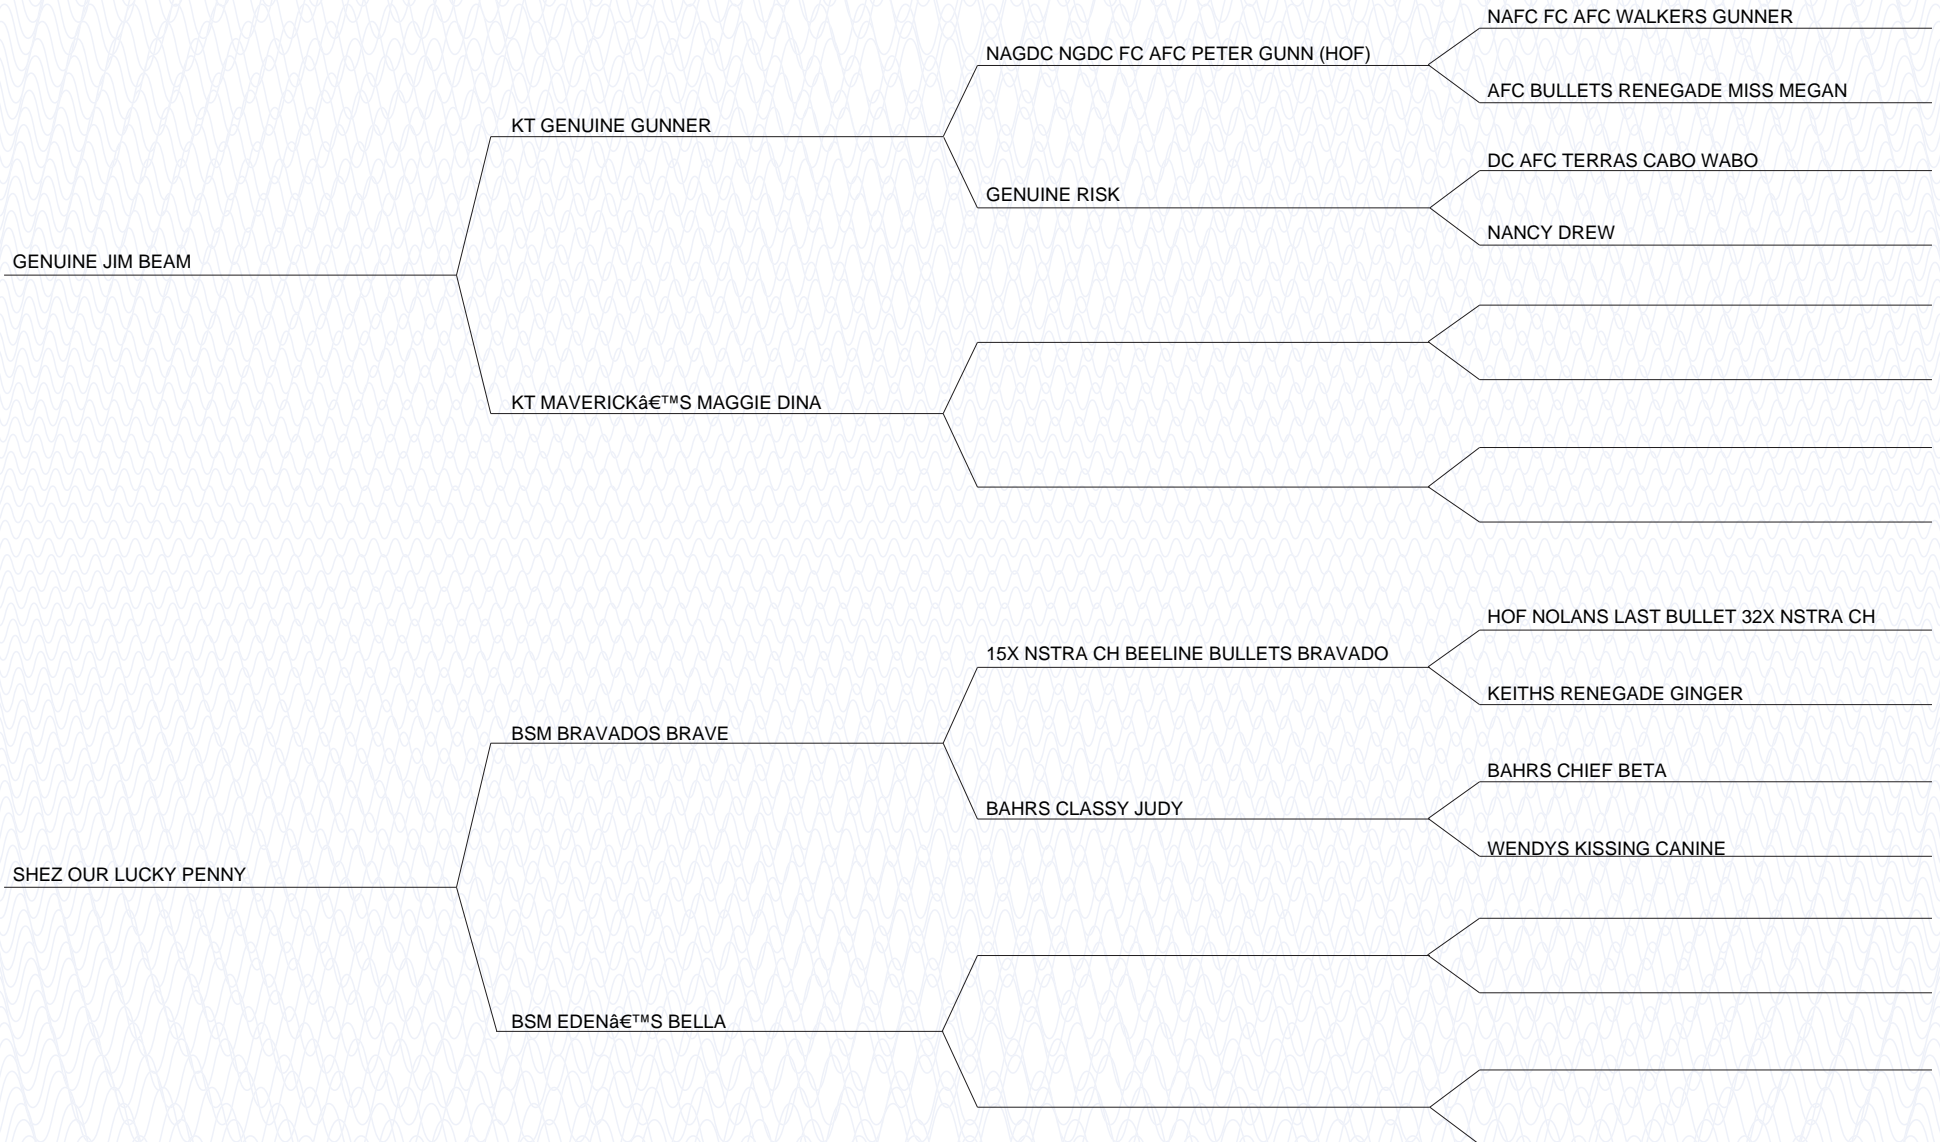 NAFC FC AFC WALKERS GUNNER
NAGDC NGDC FC AFC PETER GUNN (HOF)
AFC BULLETS RENEGADE MISS MEGAN
KT GENUINE GUNNER
DC AFC TERRAS CABO WABO
GENUINE RISK
NANCY DREW
GENUINE JIM BEAM
KT MAVERICKâ€™S MAGGIE DINA
HOF NOLANS LAST BULLET 32X NSTRA CH
15X NSTRA CH BEELINE BULLETS BRAVADO
KEITHS RENEGADE GINGER
BSM BRAVADOS BRAVE
BAHRS CHIEF BETA
BAHRS CLASSY JUDY
WENDYS KISSING CANINE
SHEZ OUR LUCKY PENNY
BSM EDENâ€™S BELLA